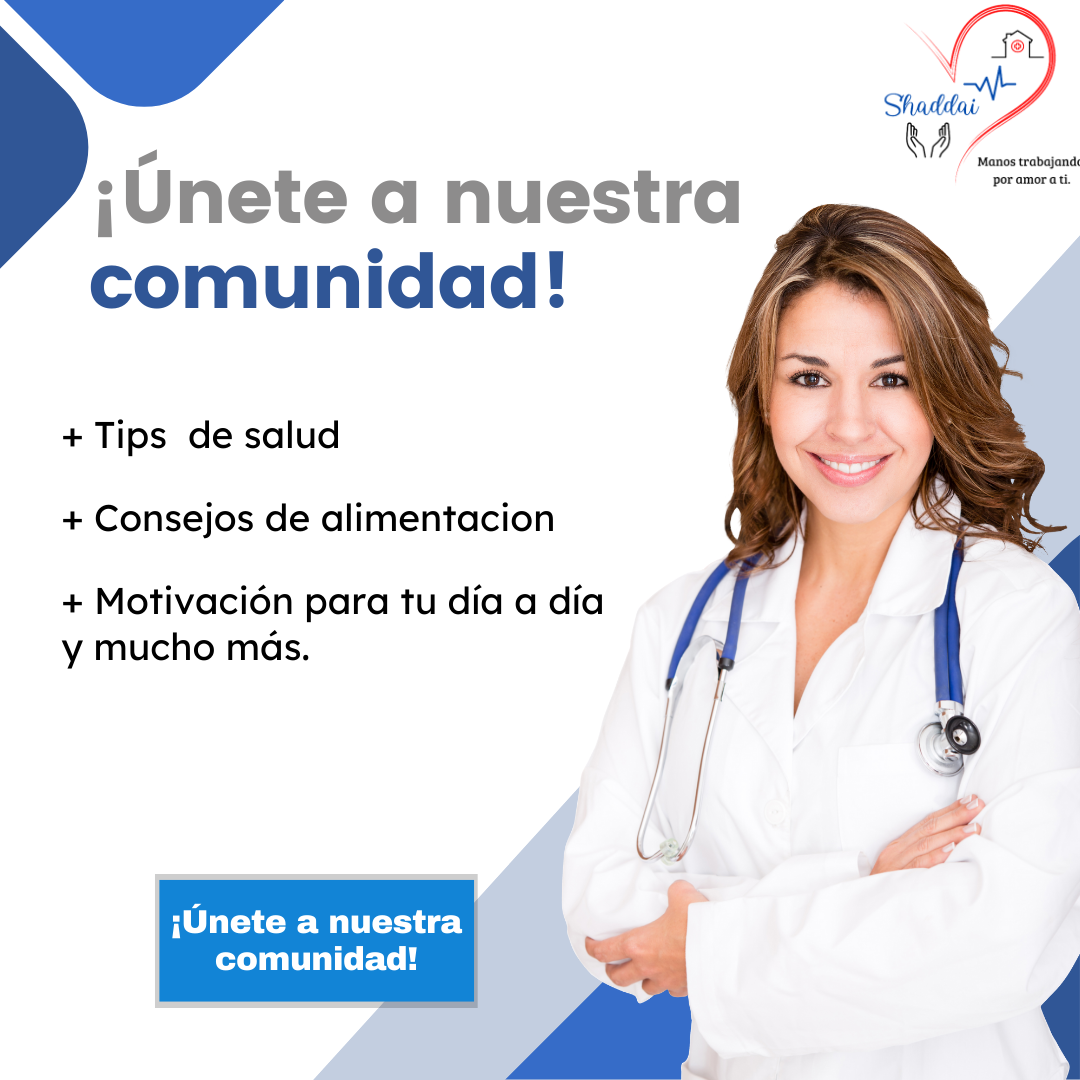 Shaddai
Manos trabajando
por amor a ti.
¡Únete a nuestra
comunidad!
+ Tips de salud
+ Consejos de alimentacion
+ Motivación para tu día a día
y mucho más.
¡Únete a nuestra
comunidad!